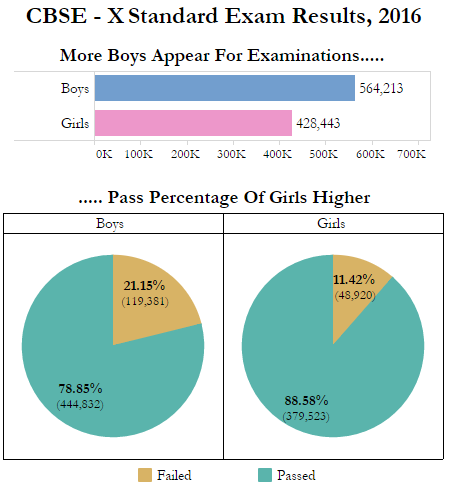 CBSE - X Standard Exam Results, 2016
More Boys Appear For Examinations.....
Boys 564,213
Girls 428,443
0K 100K 200K 300K 400K 500K 600K 700K
..... Pass Percentage Of Girls Higher
Boys Girls
21.15%
(119,381)
78.85%
(444,832)
11.42%
(48,920)
88.58%
(379,523)
Failed Passed